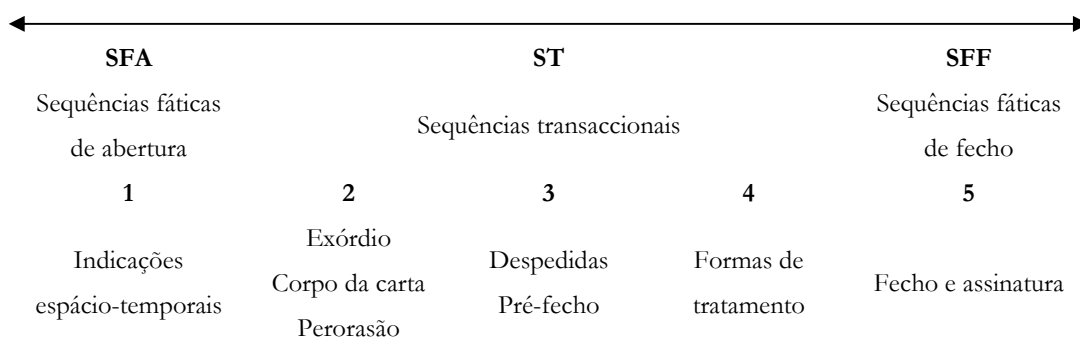 SFA ST SFF
Sequências fáticas
de abertura
Sequências transaccionais
Sequências fáticas
de fecho
1 2 3 4 5
Indicações
espácio-temporais
Exórdio
Corpo da carta
Perorasão
Despedidas
Pré-fecho
Formas de
tratamento
Fecho e assinatura